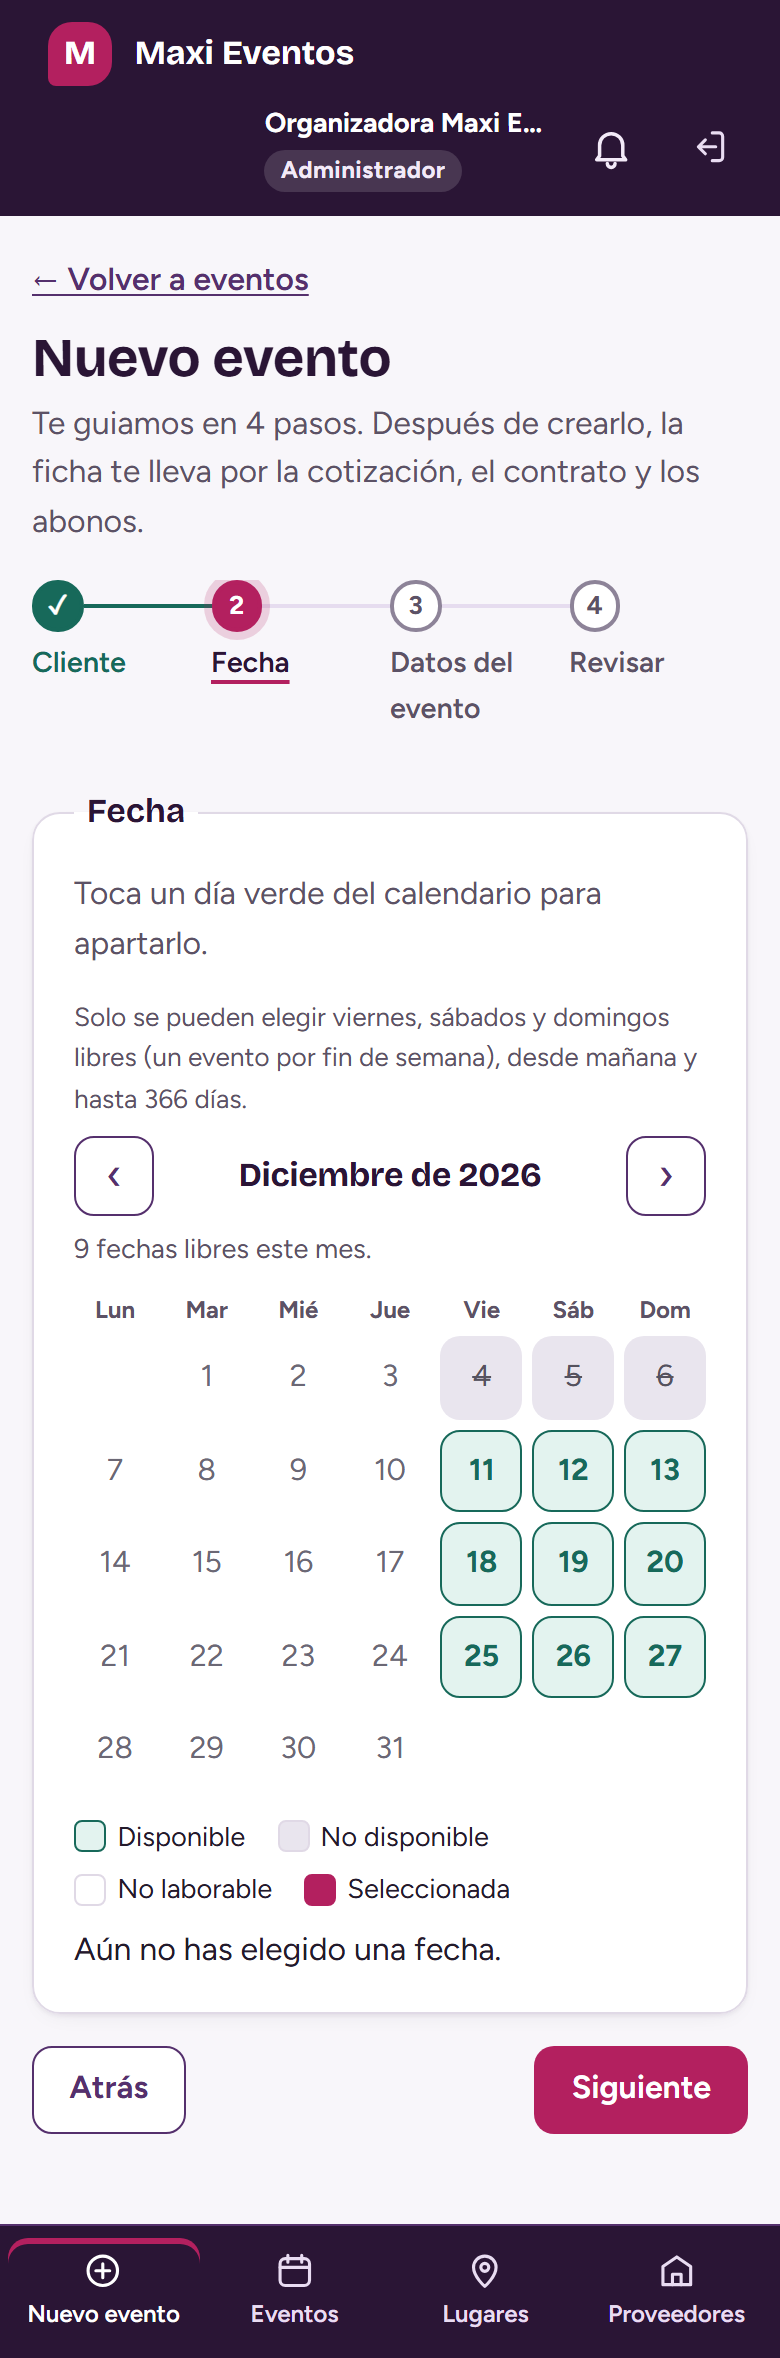 M Maxi Eventos
Organizadora Maxi E...
Administrador
← Volver a eventos
Nuevo evento
Te guiamos en 4 pasos. Después de crearlo, la
ficha te lleva por la cotización, el contrato y los
abonos.
✓ 2 3 4
Cliente Fecha Datos del evento Revisar
Fecha
Toca un día verde del calendario para
apartarlo.
Solo se pueden elegir viernes, sábados y domingos
libres (un evento por fin de semana), desde mañana y
hasta 366 días.
‹ Diciembre de 2026 ›
9 fechas libres este mes.
Lun Mar Mié Jue Vie Sáb Dom
1 2 3 4 5 6
7 8 9 10 11 12 13
14 15 16 17 18 19 20
21 22 23 24 25 26 27
28 29 30 31
Disponible No disponible
No laborable Seleccionada
Aún no has elegido una fecha.
Atrás Siguiente
Nuevo evento Eventos Lugares Proveedores